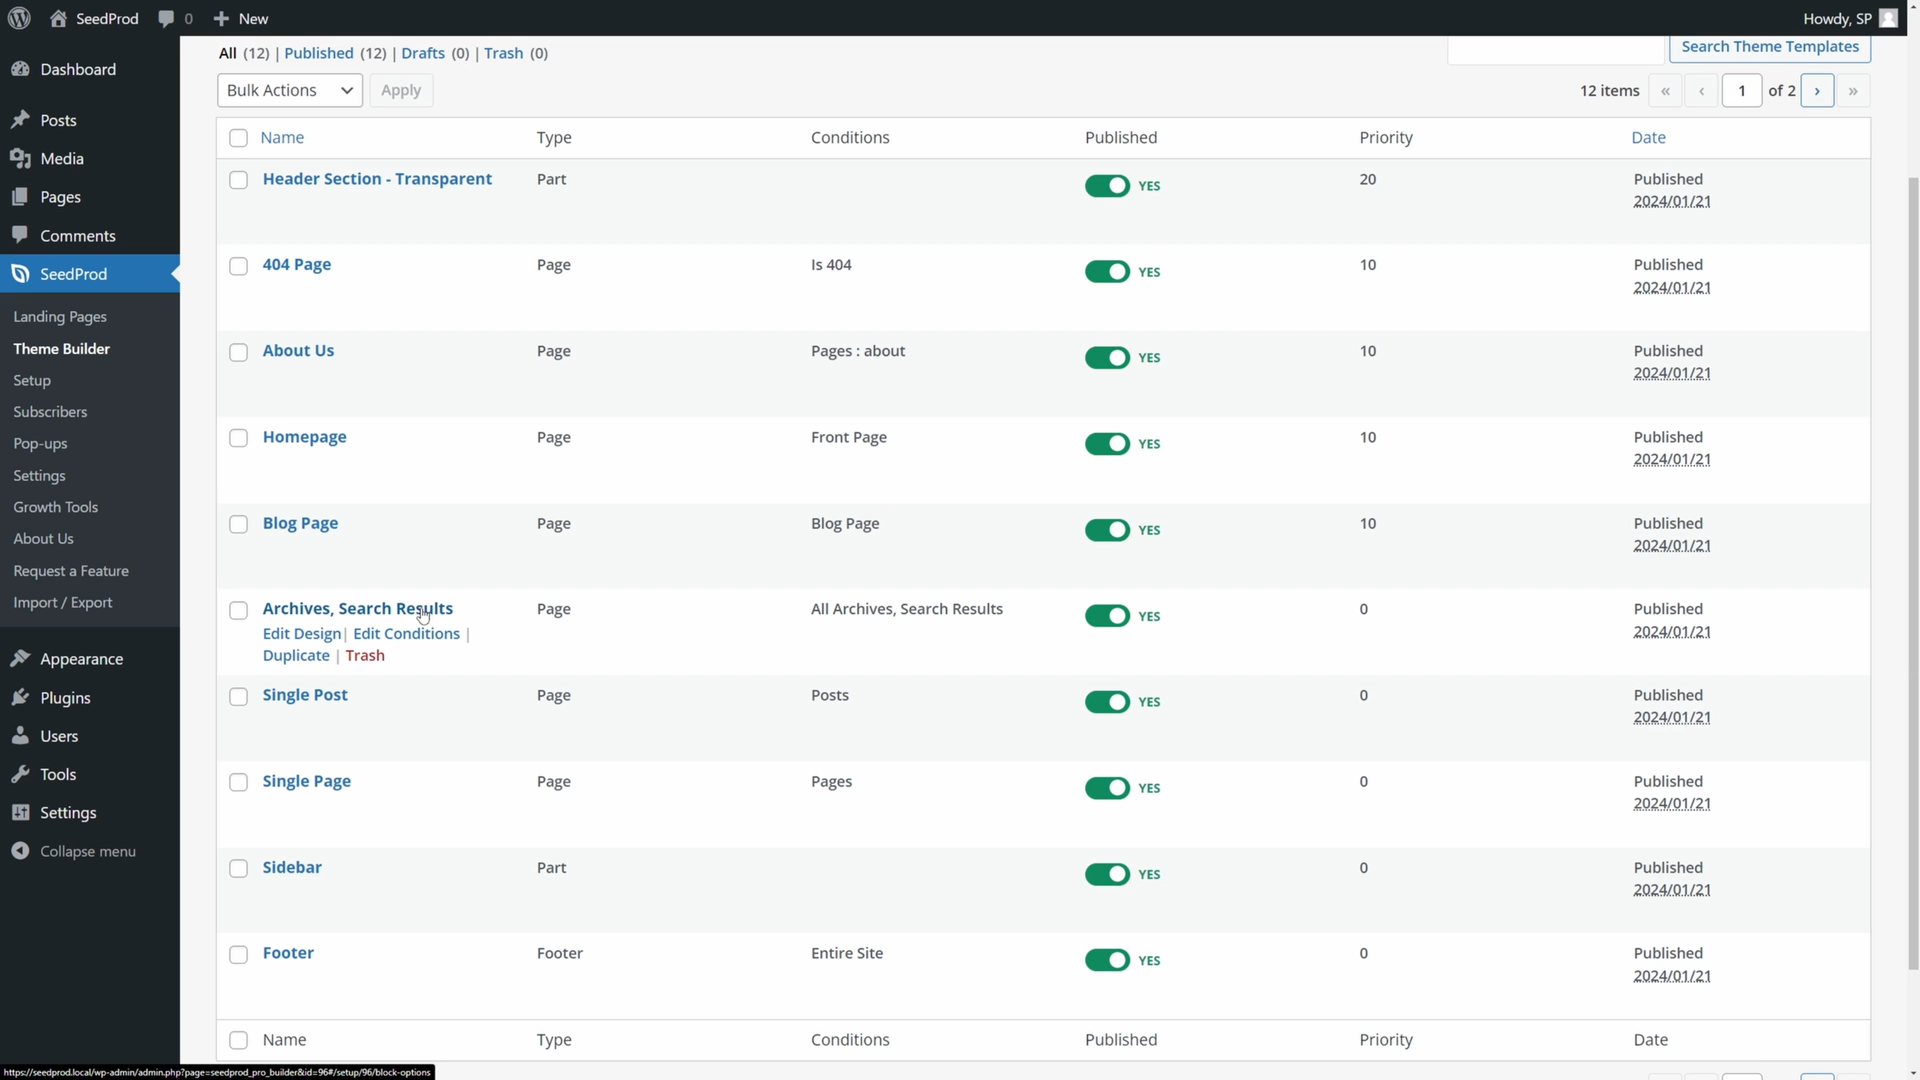 SeedProd 0 New Howdy, SP
Dashboard
Posts
Media
Pages
Comments
SeedProd
Landing Pages
Theme Builder
Setup
Subscribers
Pop-ups
Settings
Growth Tools
About Us
Request a Feature
Import / Export
Appearance
Plugins
Users
Tools
Settings
Collapse menu
All (12) | Published (12) | Drafts (0) | Trash (0)
Search Theme Templates
Bulk Actions Apply 12 items « ‹ 1 of 2 › »
Name Type Conditions Published Priority Date
Header Section - Transparent Part YES 20 Published
2024/01/21
404 Page Page Is 404 YES 10 Published
2024/01/21
About Us Page Pages : about YES 10 Published
2024/01/21
Homepage Page Front Page YES 10 Published
2024/01/21
Blog Page Page Blog Page YES 10 Published
2024/01/21
Archives, Search Results Page All Archives, Search Results YES 0 Published
Edit Design | Edit Conditions | 2024/01/21
Duplicate | Trash
Single Post Page Posts YES 0 Published
2024/01/21
Single Page Page Pages YES 0 Published
2024/01/21
Sidebar Part YES 0 Published
2024/01/21
Footer Footer Entire Site YES 0 Published
2024/01/21
Name Type Conditions Published Priority Date
https://seedprod.local/wp-admin/admin.php?page=seedprod_pro_builder&id=96#/setup/96/block-options